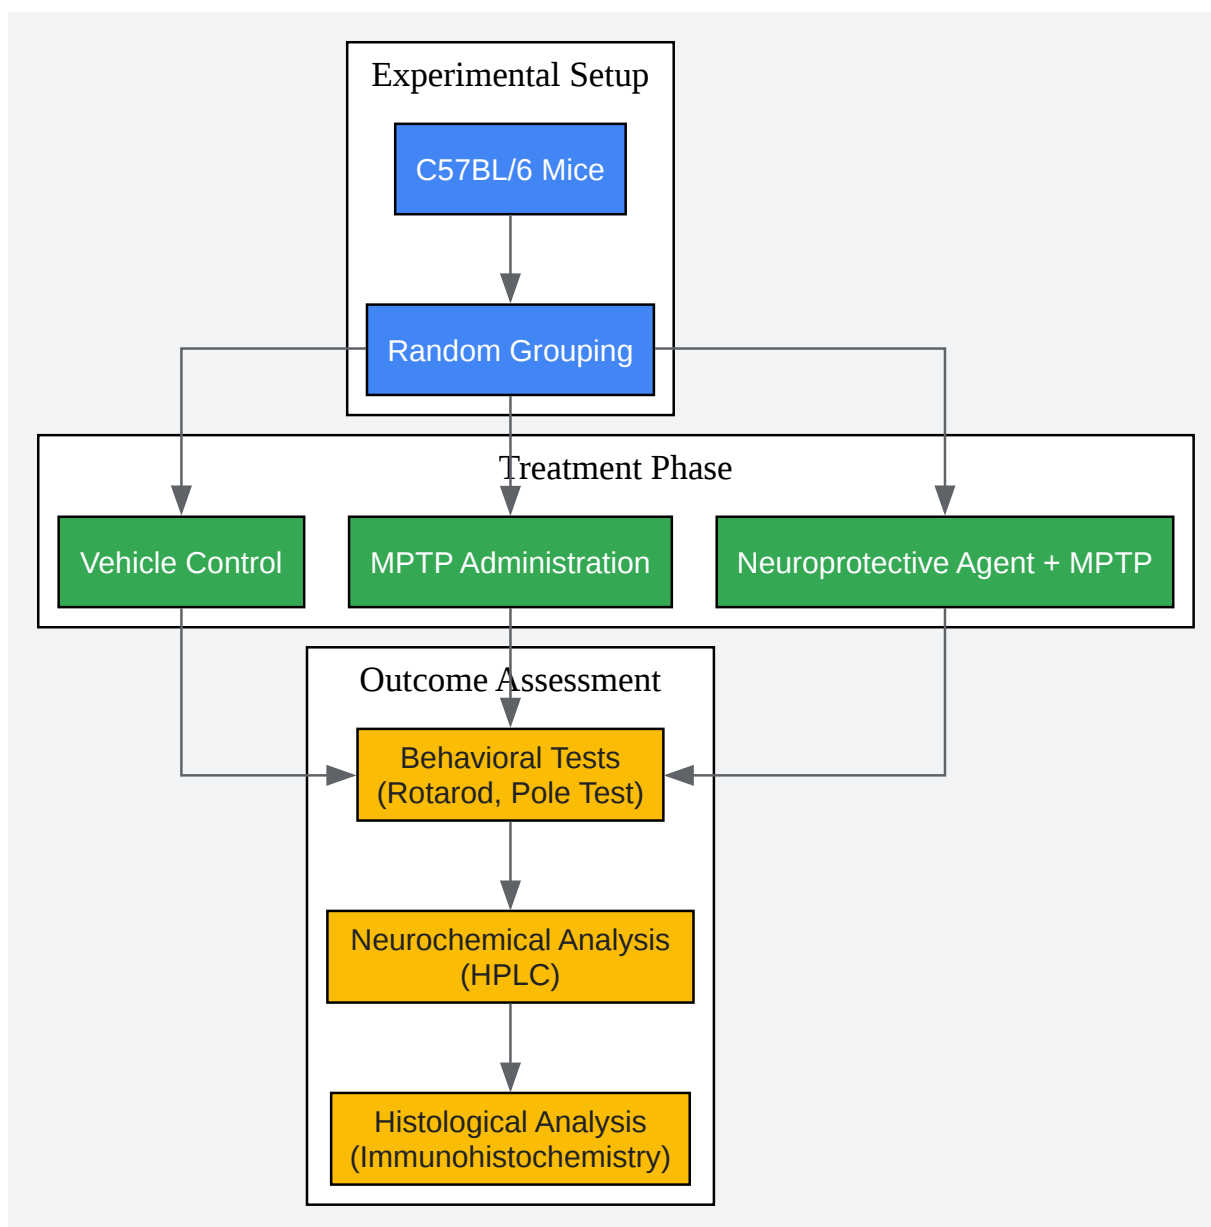 Experimental Setup
C57BL/6 Mice
Random Grouping
Treatment Phase
Vehicle Control
MPTP Administration
Neuroprotective Agent + MPTP
Outcome Assessment
Behavioral Tests
(Rotarod, Pole Test)
Neurochemical Analysis
(HPLC)
Histological Analysis
(Immunohistochemistry)